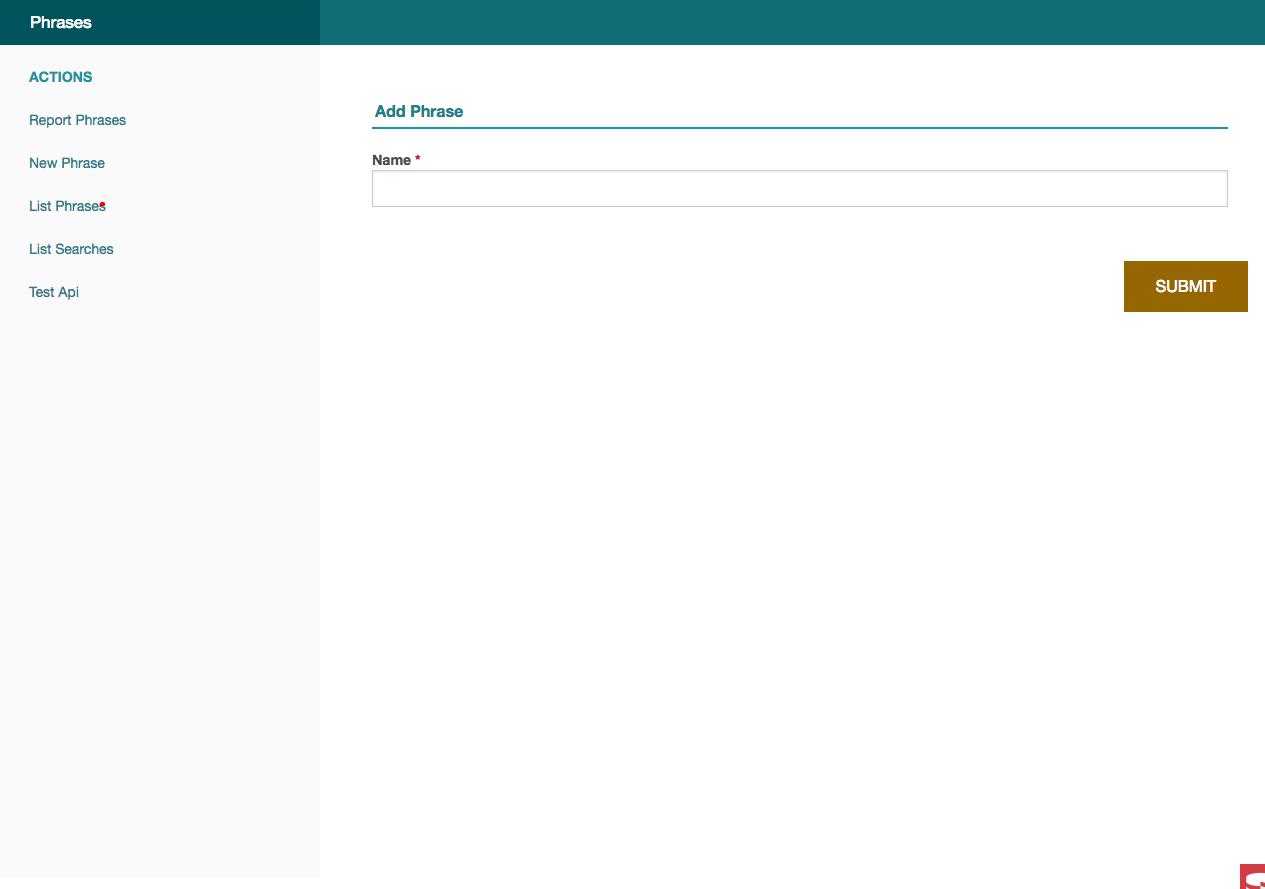 Phrases
ACTIONS
Report Phrases
New Phrase
List Phrases
List Searches
Test Api
Add Phrase
Name *
SUBMIT